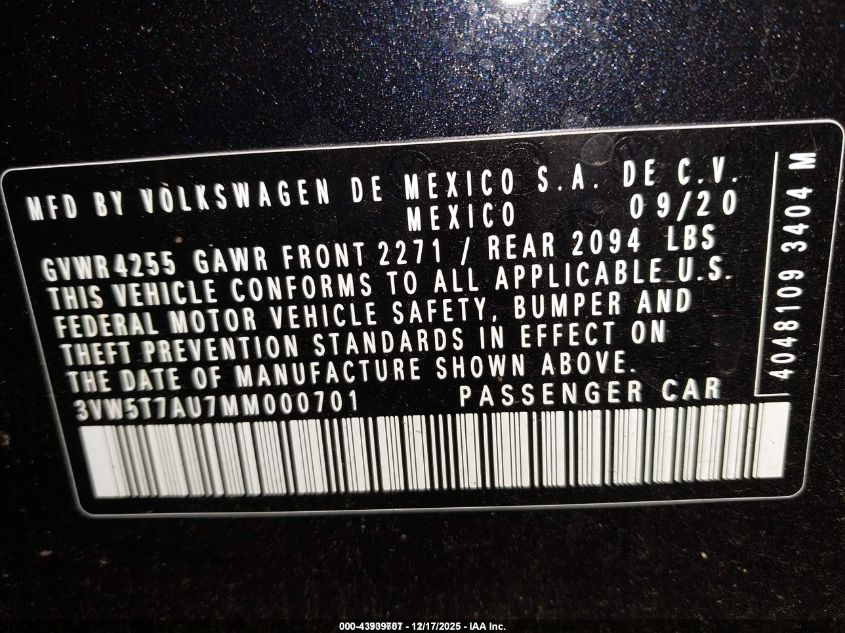 MFD BY VOLKSWAGEN DE MEXICO S.A. DE C.V.
MEXICO 09/20
GVWR4255 GAWR FRONT 2271 / REAR 2094 LBS
THIS VEHICLE CONFORMS TO ALL APPLICABLE U.S.
FEDERAL MOTOR VEHICLE SAFETY, BUMPER AND
THEFT PREVENTION STANDARDS IN EFFECT ON
THE DATE OF MANUFACTURE SHOWN ABOVE.
3VW5T7AU7MM000701 PASSENGER CAR
4048109 3404 M
12/17/2025 - IAA Inc.